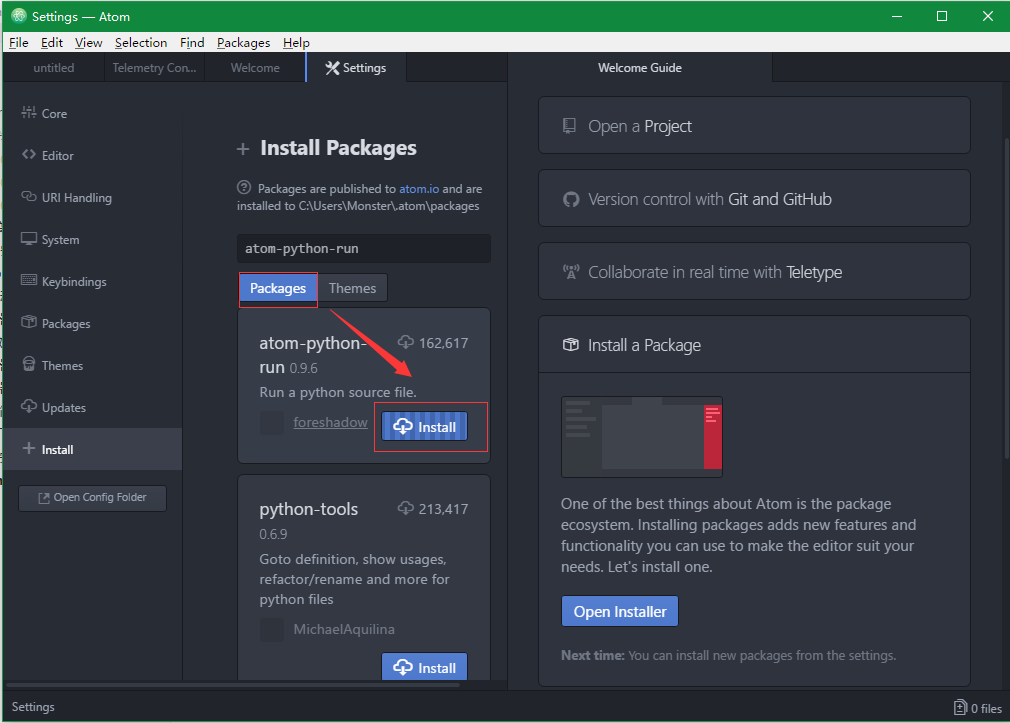 Settings — Atom
File Edit View Selection Find Packages Help
untitled
Telemetry Con...
Welcome
Settings
Welcome Guide
Core
Editor
URI Handling
System
Keybindings
Packages
Themes
Updates
Install
Open Config Folder
Install Packages
Packages are published to atom.io and are
installed to C:\Users\Monster\.atom\packages
atom-python-run
Packages
Themes
atom-python-
run 0.9.6
162,617
Run a python source file.
foreshadow
Install
python-tools
213,417
0.6.9
Goto definition, show usages,
refactor/rename and more for
python files
MichaelAquilina
Install
Open a Project
Version control with Git and GitHub
Collaborate in real time with Teletype
Install a Package
One of the best things about Atom is the package
ecosystem. Installing packages adds new features and
functionality you can use to make the editor suit your
needs. Let's install one.
Open Installer
Next time: You can install new packages from the settings.
Settings
0 files